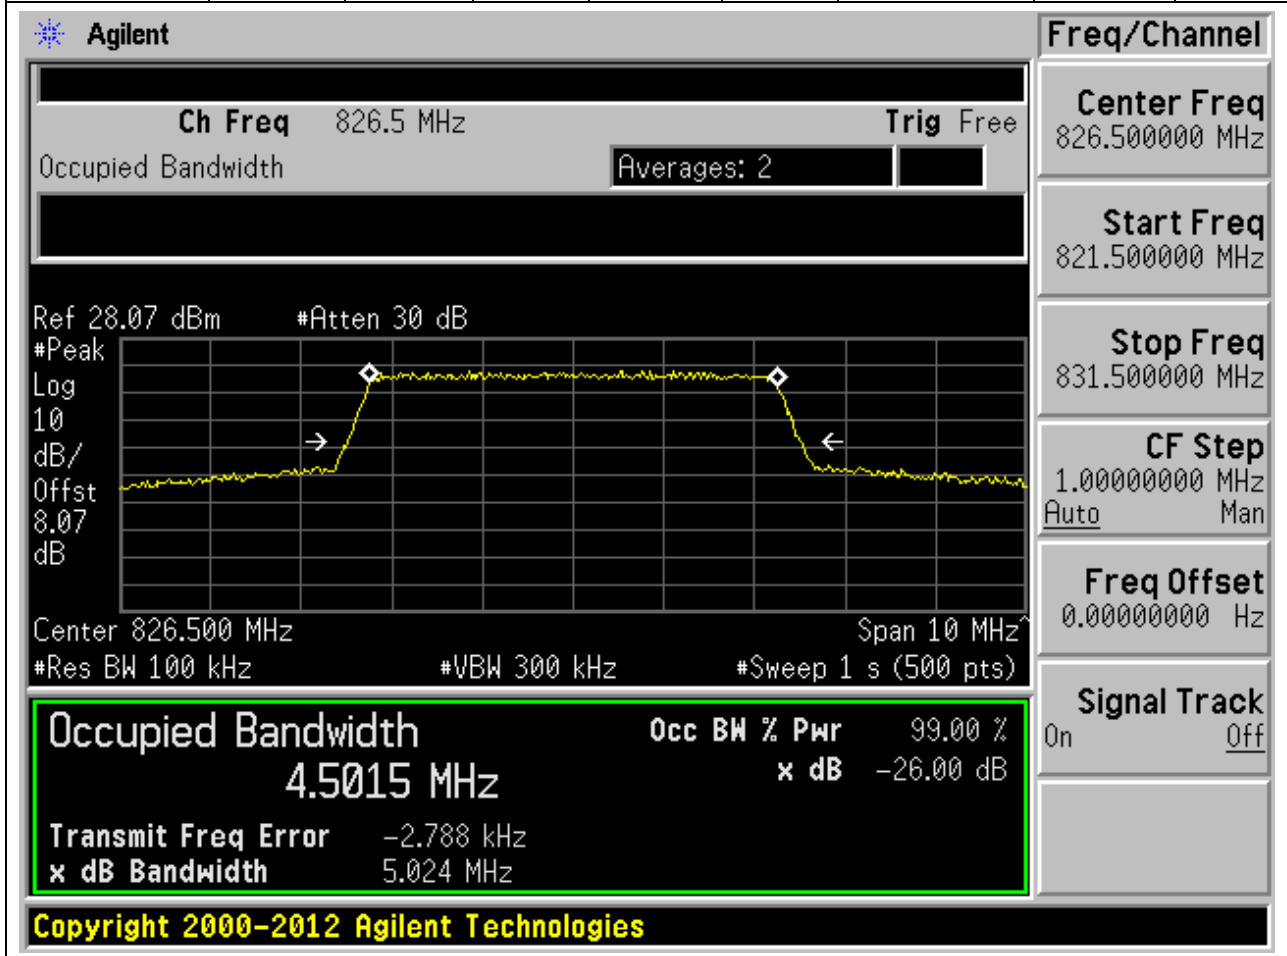 Agilent
Ch Freq 826.5 MHz Trig Free
Occupied Bandwidth Averages: 2
Ref 28.07 dBm #Atten 30 dB
#Peak
Log
10
dB/
Offst
8.07
dB
Center 826.500 MHz Span 10 MHz^
#Res BW 100 kHz #VBW 300 kHz #Sweep 1 s (500 pts)
Occupied Bandwidth
4.5015 MHz
Occ BW % Pwr 99.00 %
x dB -26.00 dB
Transmit Freq Error -2.788 kHz
x dB Bandwidth 5.024 MHz
Copyright 2000-2012 Agilent Technologies
Freq/Channel
Center Freq
826.500000 MHz
Start Freq
821.500000 MHz
Stop Freq
831.500000 MHz
CF Step
1.00000000 MHz
Auto Man
Freq Offset
0.00000000 Hz
Signal Track
On Off